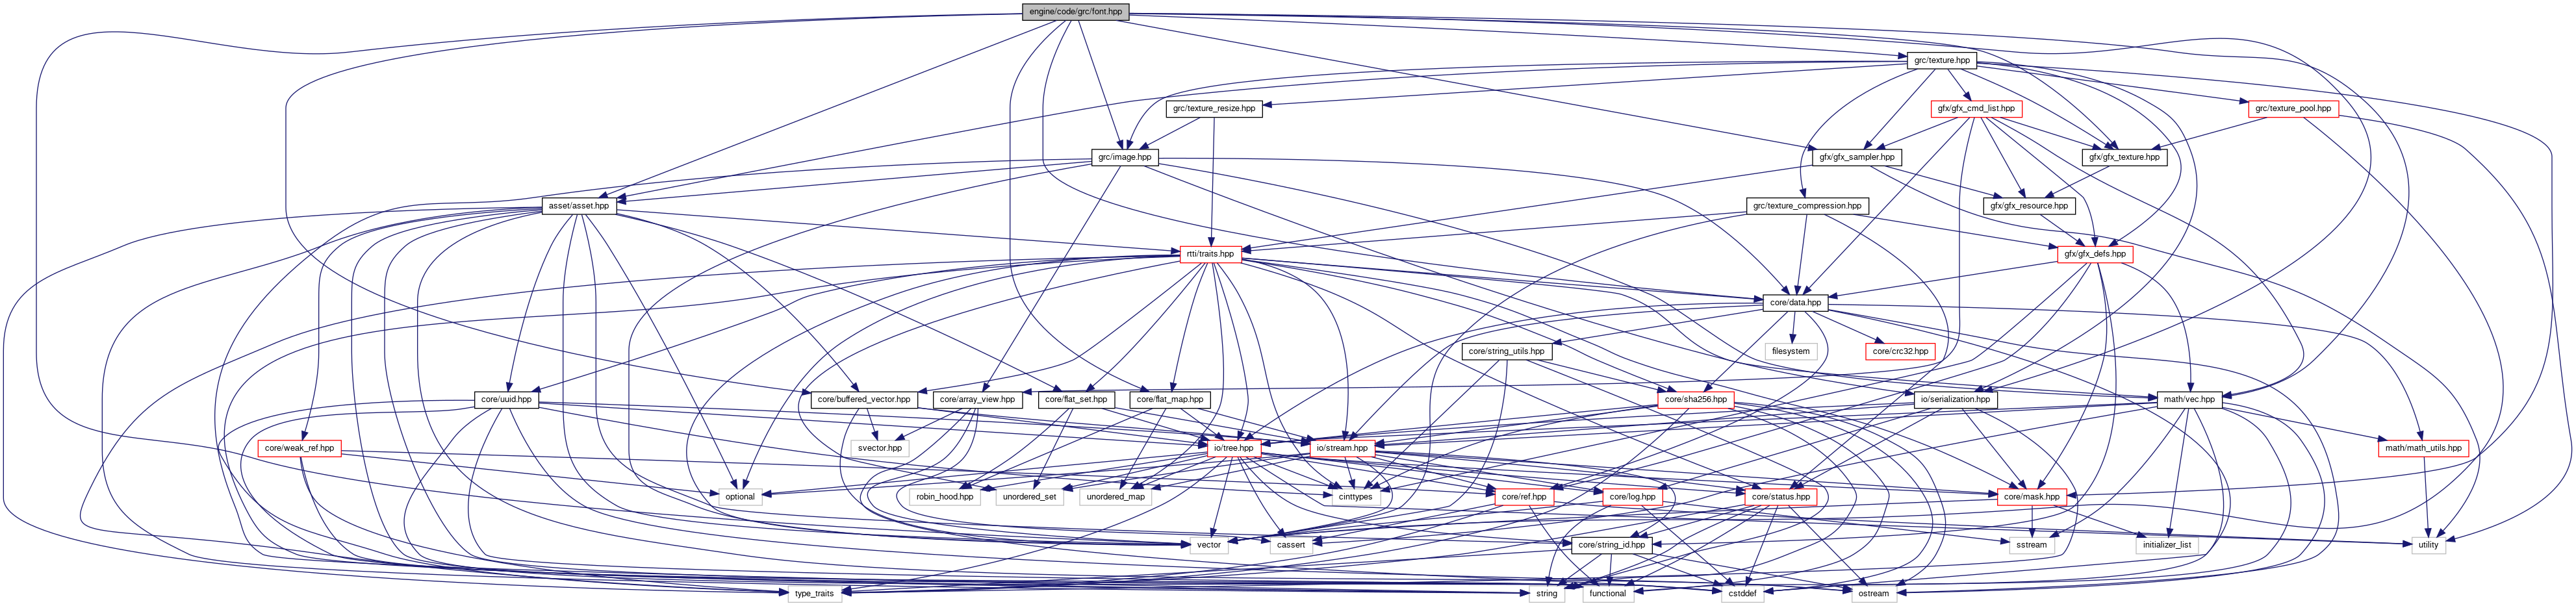 engine/code/grc/font.hpp
grc/texture.hpp
grc/texture_resize.hpp
gfx/gfx_cmd_list.hpp
grc/texture_pool.hpp
grc/image.hpp
gfx/gfx_sampler.hpp
gfx/gfx_texture.hpp
asset/asset.hpp
grc/texture_compression.hpp
gfx/gfx_resource.hpp
rtti/traits.hpp
gfx/gfx_defs.hpp
core/data.hpp
core/string_utils.hpp
filesystem
core/crc32.hpp
core/uuid.hpp
core/buffered_vector.hpp
core/array_view.hpp
core/flat_set.hpp
core/flat_map.hpp
core/sha256.hpp
io/serialization.hpp
math/vec.hpp
core/weak_ref.hpp
svector.hpp
io/tree.hpp
io/stream.hpp
math/math_utils.hpp
optional
robin_hood.hpp
unordered_set
unordered_map
cinttypes
core/ref.hpp
core/log.hpp
core/status.hpp
core/mask.hpp
vector
cassert
core/string_id.hpp
sstream
initializer_list
utility
type_traits
string
functional
cstddef
ostream